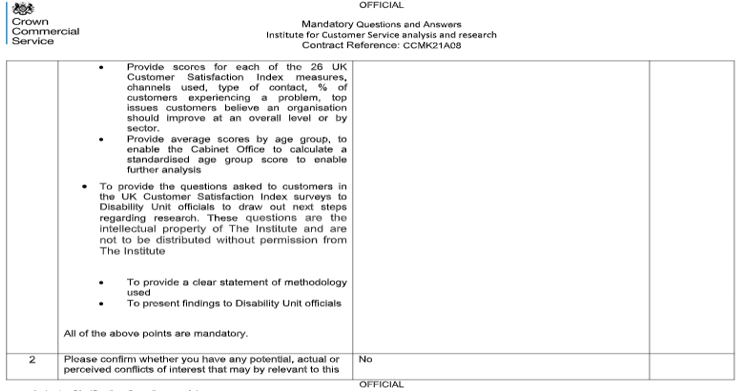 OFFICIAL
Crown
Commercial
Service
Mandatory Questions and Answers
Institute for Customer Service analysis and research
Contract Reference: CCMK21A08
• Provide scores for each of the 26 UK
Customer Satisfaction Index measures,
channels used, type of contact, % of
customers experiencing a problem, top
issues customers believe an organisation
should improve at an overall level or by
sector.
• Provide average scores by age group, to
enable the Cabinet Office to calculate a
standardised age group score to enable
further analysis
• To provide the questions asked to customers in
the UK Customer Satisfaction Index surveys to
Disability Unit officials to draw out next steps
regarding research. These questions are the
intellectual property of The Institute and are
not to be distributed without permission from
The Institute
• To provide a clear statement of methodology
used
• To present findings to Disability Unit officials
All of the above points are mandatory.
2 Please confirm whether you have any potential, actual or No
perceived conflicts of interest that may by relevant to this
OFFICIAL